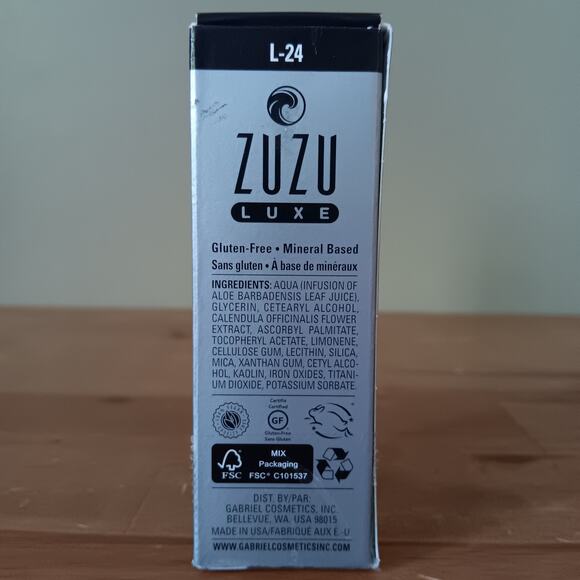 L-24
ZUZU
LUXE
Gluten-Free • Mineral Based
Sans gluten • À base de minéraux
INGREDIENTS: AQUA (INFUSION OF
ALOE BARBADENSIS LEAF JUICE),
GLYCERIN, CETEARYL ALCOHOL,
CALENDULA OFFICINALIS FLOWER
EXTRACT, ASCORBYL PALMITATE,
TOCOPHERYL ACETATE, LIMONENE,
CELLULOSE GUM, LECITHIN, SILICA,
MICA, XANTHAN GUM, CETYL ALCO-
HOL, KAOLIN, IRON OXIDES, TITANI-
UM DIOXIDE, POTASSIUM SORBATE.
Certifié
Certified
GF
Gluten-Free
Sans Gluten
MIX
Packaging
FSC
FSC® C101537
DIST. BY/PAR:
GABRIEL COSMETICS, INC.
BELLEVUE, WA. USA 98015
MADE IN USA/FABRIQUÉ AUX E.-U
WWW.GABRIELCOSMETICSINC.COM